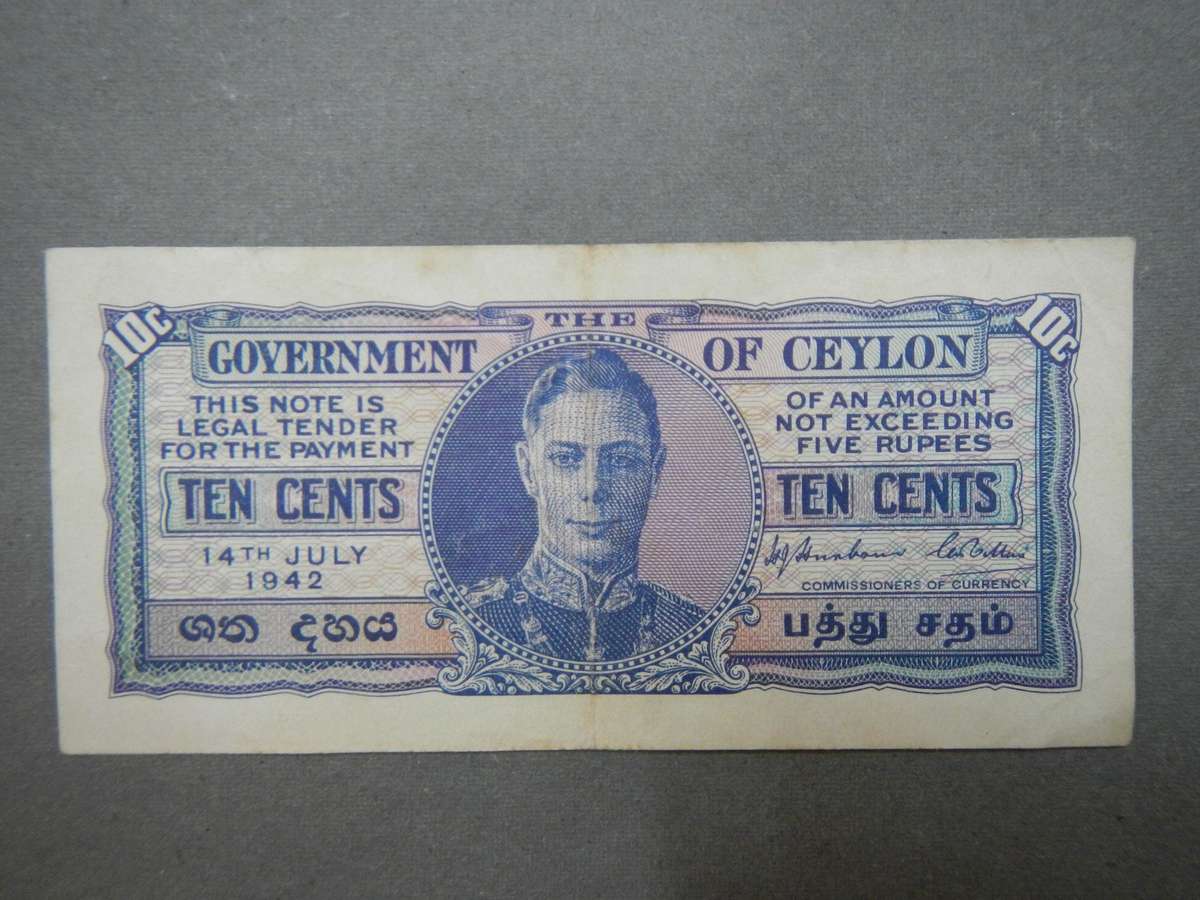 10C
10C
THE
GOVERNMENT OF CEYLON
THIS NOTE IS
LEGAL TENDER
FOR THE PAYMENT
OF AN AMOUNT
NOT EXCEEDING
FIVE RUPEES
TEN CENTS
TEN CENTS
14TH JULY
1942
COMMISSIONERS OF CURRENCY
ශත දහය
பத்து சதம்